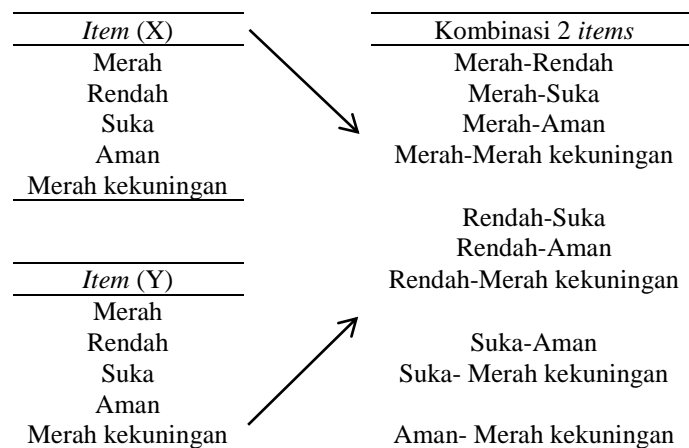 Item (X)
Merah
Rendah
Suka
Aman
Merah kekuningan
Item (Y)
Merah
Rendah
Suka
Aman
Merah kekuningan
Kombinasi 2 items
Merah-Rendah
Merah-Suka
Merah-Aman
Merah-Merah kekuningan
Rendah-Suka
Rendah-Aman
Rendah-Merah kekuningan
Suka-Aman
Suka- Merah kekuningan
Aman- Merah kekuningan